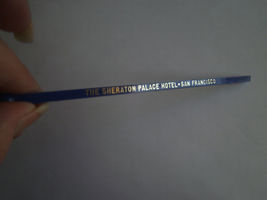 THE SHERATON PALACE HOTEL • SAN FRANCISCO